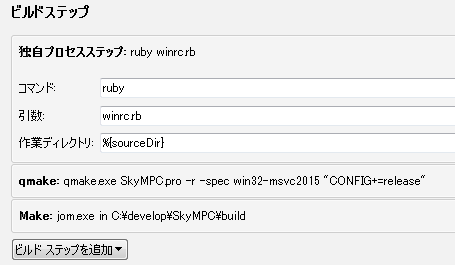 ビルドステップ
独自プロセスステップ: ruby winrc.rb
コマンド: ruby
引数: winrc.rb
作業ディレクトリ: %{sourceDir}
qmake: qmake.exe SkyMPC.pro -r -spec win32-msvc2015 "CONFIG+=release"
Make: jom.exe in C:¥develop¥SkyMPC¥build
ビルド ステップを追加